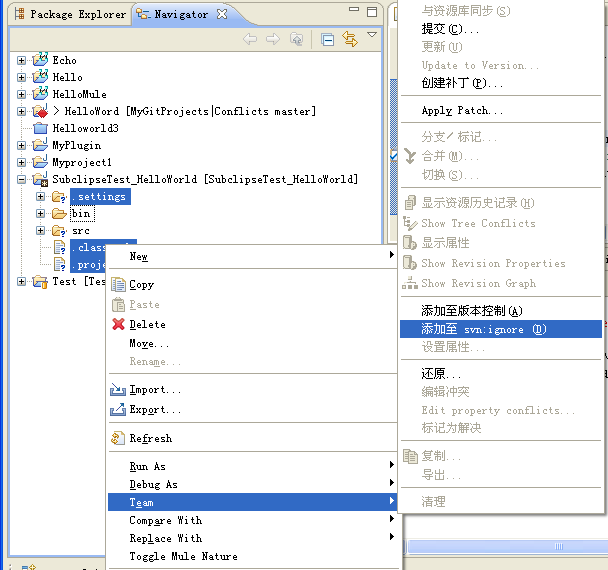 Package Explorer
Navigator
Echo
Hello
HelloMule
> HelloWord [MyGitProjects|Conflicts master]
Helloworld3
MyPlugin
Myproject1
SubclipseTest_HelloWorld [SubclipseTest_HelloWorld]
.settings
bin
src
.class
.proje
Test [Tes
New
Copy
Paste
Delete
Move...
Rename...
Import...
Export...
Refresh
Run As
Debug As
Team
Compare With
Replace With
Toggle Mule Nature
与资源库同步(S)
提交(C)...
更新(U)
Update to Version...
创建补丁(P)...
Apply Patch...
分支/标记...
合并(M)...
切换(S)...
显示资源历史记录(H)
Show Tree Conflicts
显示属性
Show Revision Properties
Show Revision Graph
添加至版本控制(A)
添加至 svn:ignore (D)
设置属性...
还原...
编辑冲突
Edit property conflicts...
标记为解决
复制...
导出...
清理